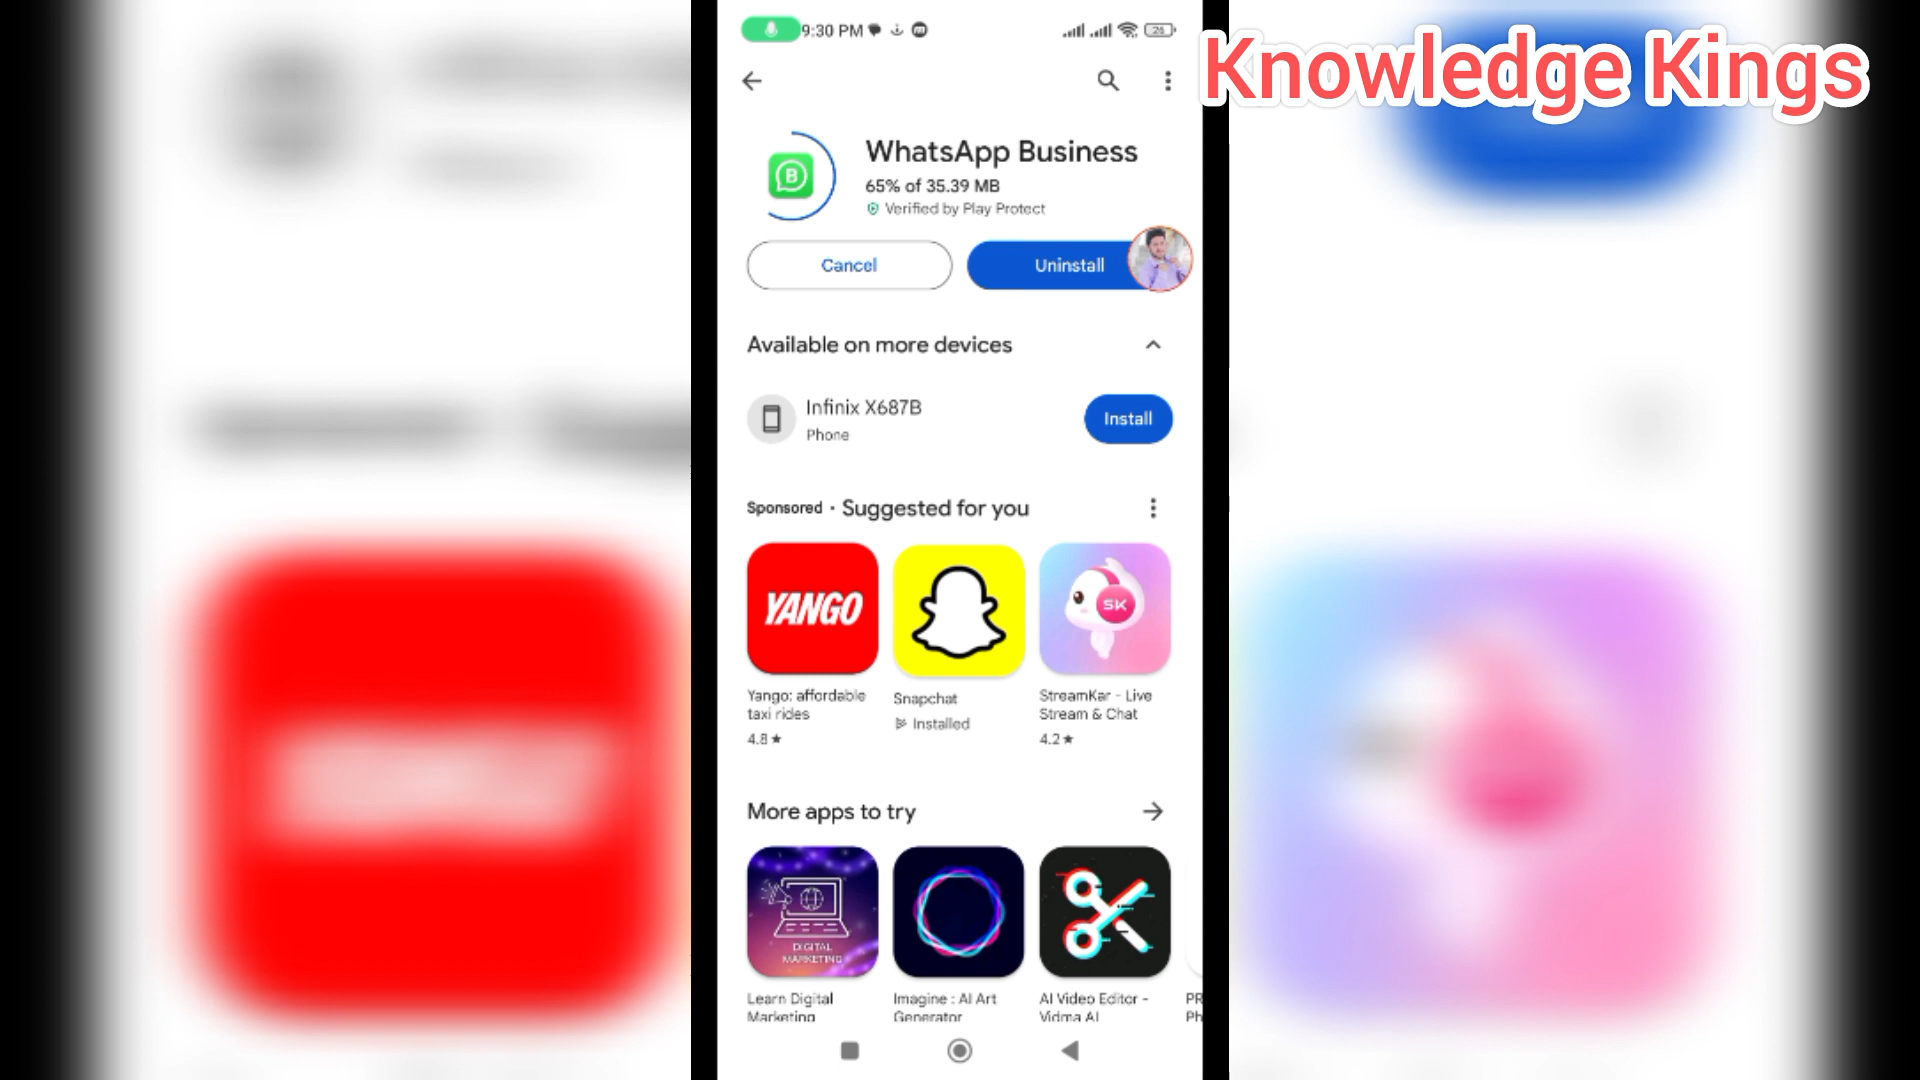 9:30 PM
26
Knowledge Kings
WhatsApp Business
65% of 35.39 MB
Verified by Play Protect
Cancel
Uninstall
Available on more devices
Infinix X687B
Phone
Install
Sponsored · Suggested for you
YANGO
SK
Yango: affordable
taxi rides
4.8★
Snapchat
Installed
StreamKar - Live
Stream & Chat
4.2★
More apps to try
DIGITAL
MARKETING
Learn Digital
Marketing
Imagine : AI Art
Generator
AI Video Editor -
Vidma AI
PR
Ph